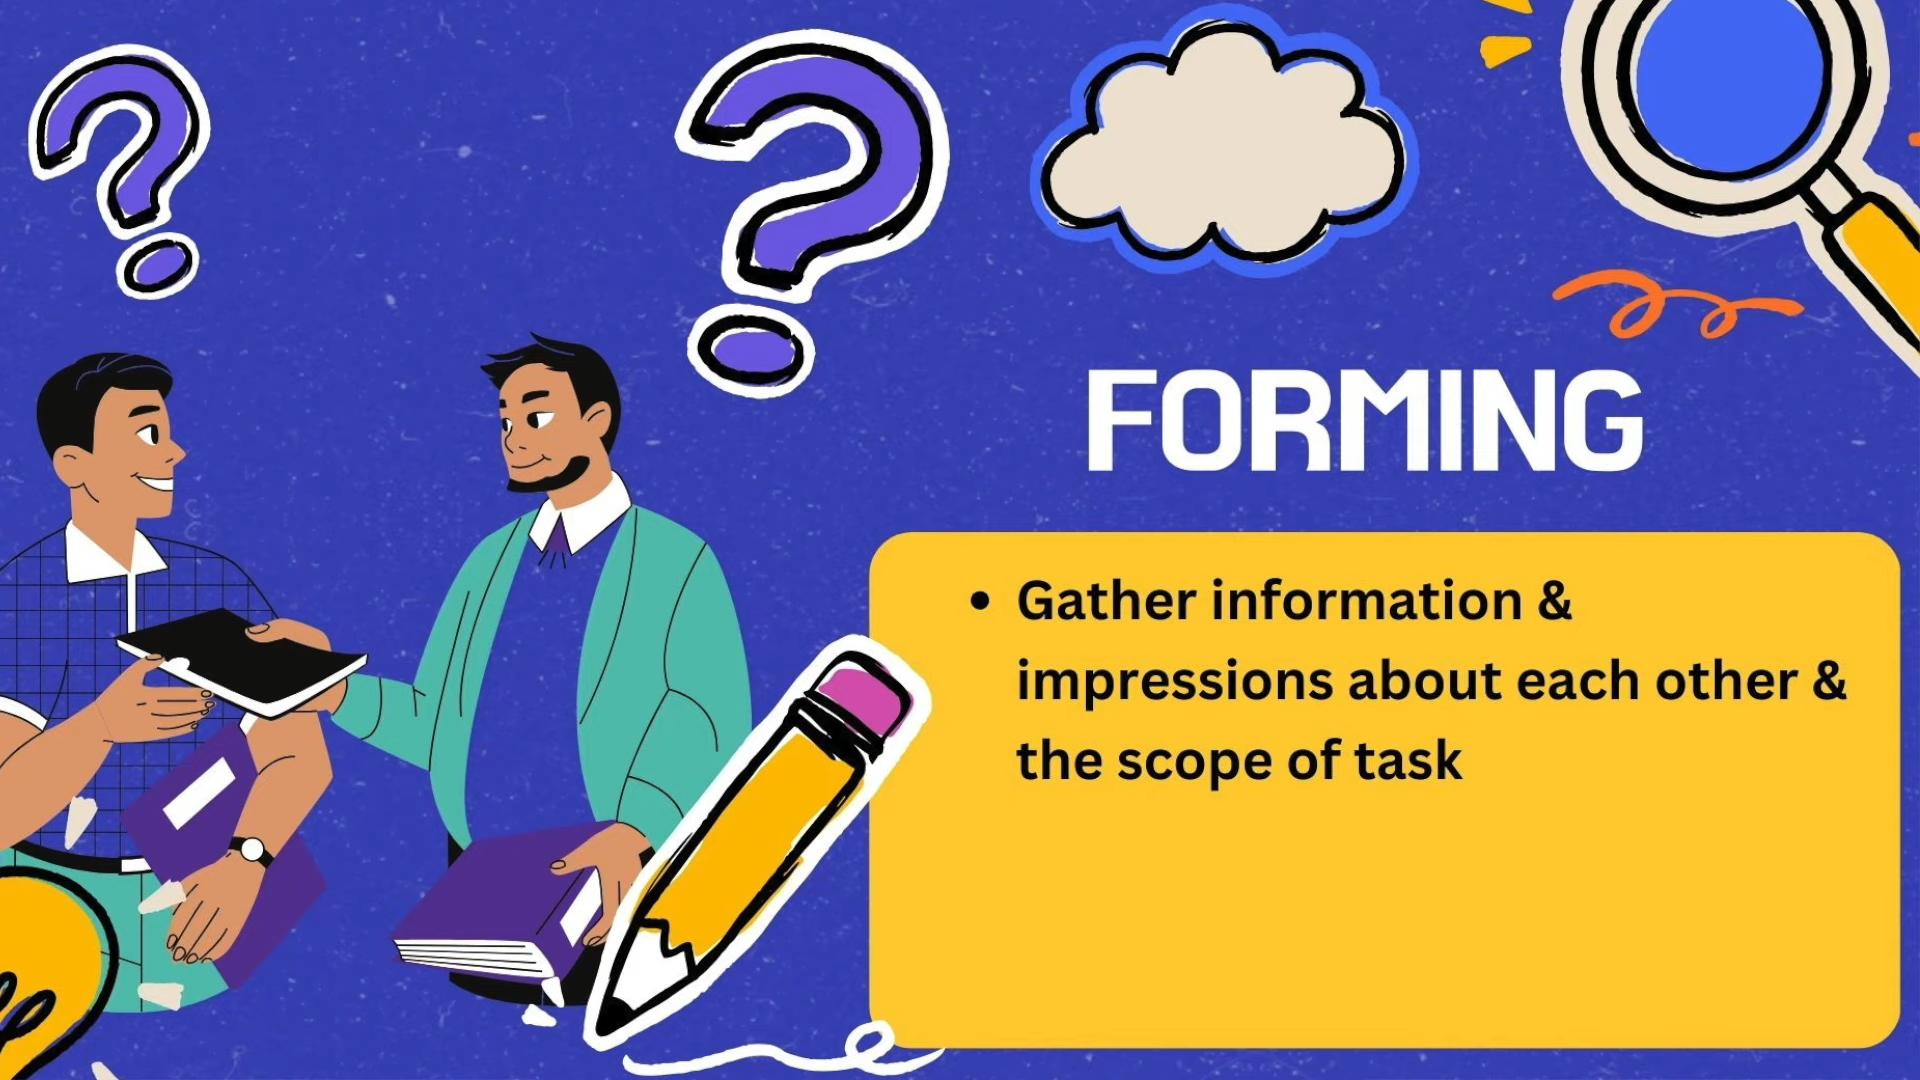 FORMING
• Gather information &
impressions about each other &
the scope of task